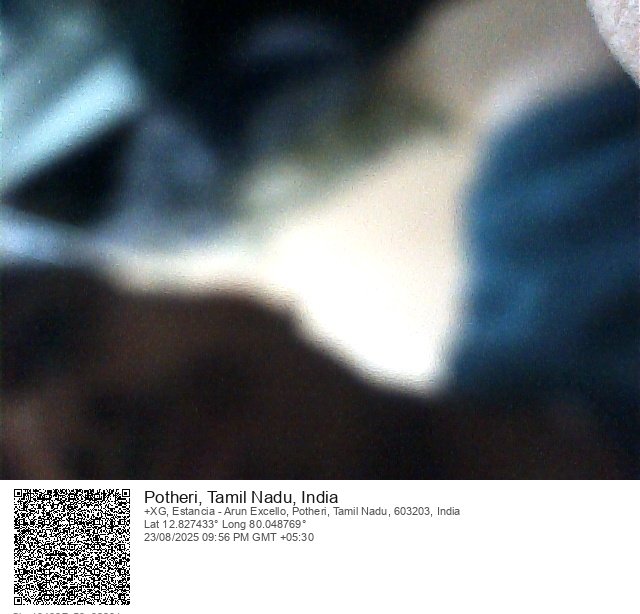 Potheri, Tamil Nadu, India
+XG, Estancia - Arun Excello, Potheri, Tamil Nadu, 603203, India
Lat 12.827433° Long 80.048769°
23/08/2025 09:56 PM GMT +05:30